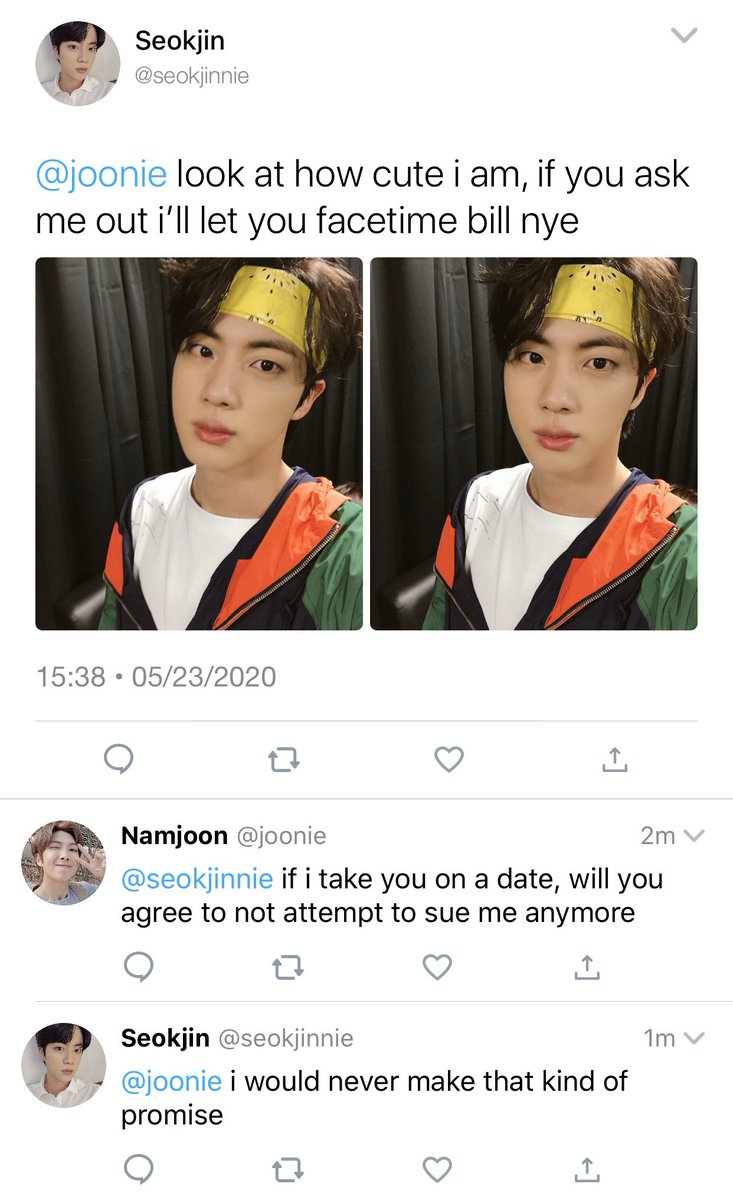 Seokjin
@seokjinnie
@joonie look at how cute i am, if you ask
me out i’ll let you facetime bill nye
15:38 • 05/23/2020
Namjoon @joonie 2m
@seokjinnie if i take you on a date, will you
agree to not attempt to sue me anymore
Seokjin @seokjinnie 1m
@joonie i would never make that kind of
promise